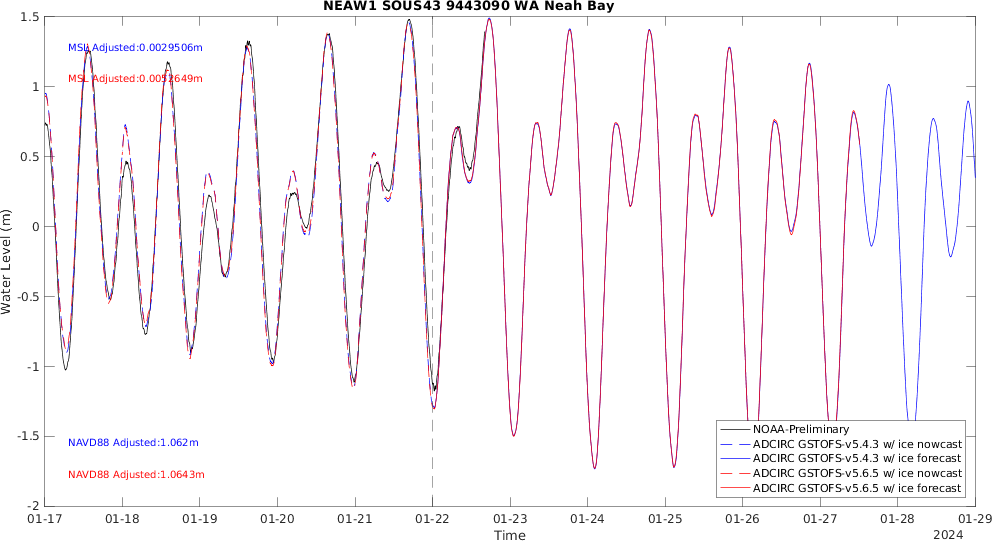 NEAW1 SOUS43 9443090 WA Neah Bay
MSL Adjusted:0.0029506m
MSL Adjusted:0.0052649m
NAVD88 Adjusted:1.062m
NAVD88 Adjusted:1.0643m
Water Level (m)
1.5
1
0.5
0
-0.5
-1
-1.5
-2
NOAA-Preliminary
ADCIRC GSTOFS-v5.4.3 w/ ice nowcast
ADCIRC GSTOFS-v5.4.3 w/ ice forecast
ADCIRC GSTOFS-v5.6.5 w/ ice nowcast
ADCIRC GSTOFS-v5.6.5 w/ ice forecast
01-17 01-18 01-19 01-20 01-21 01-22 01-23 01-24 01-25 01-26 01-27 01-28 01-29
Time
2024